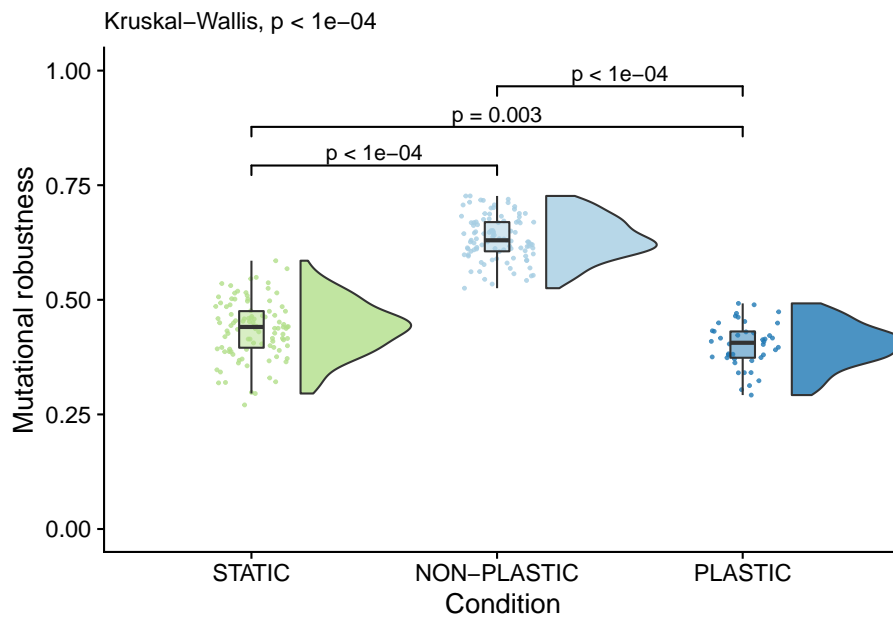 Kruskal−Wallis, p < 1e−04
1.00
p < 1e−04
p = 0.003
p < 1e−04
0.75
0.50
0.25
0.00
Mutational robustness
STATIC
NON−PLASTIC
PLASTIC
Condition